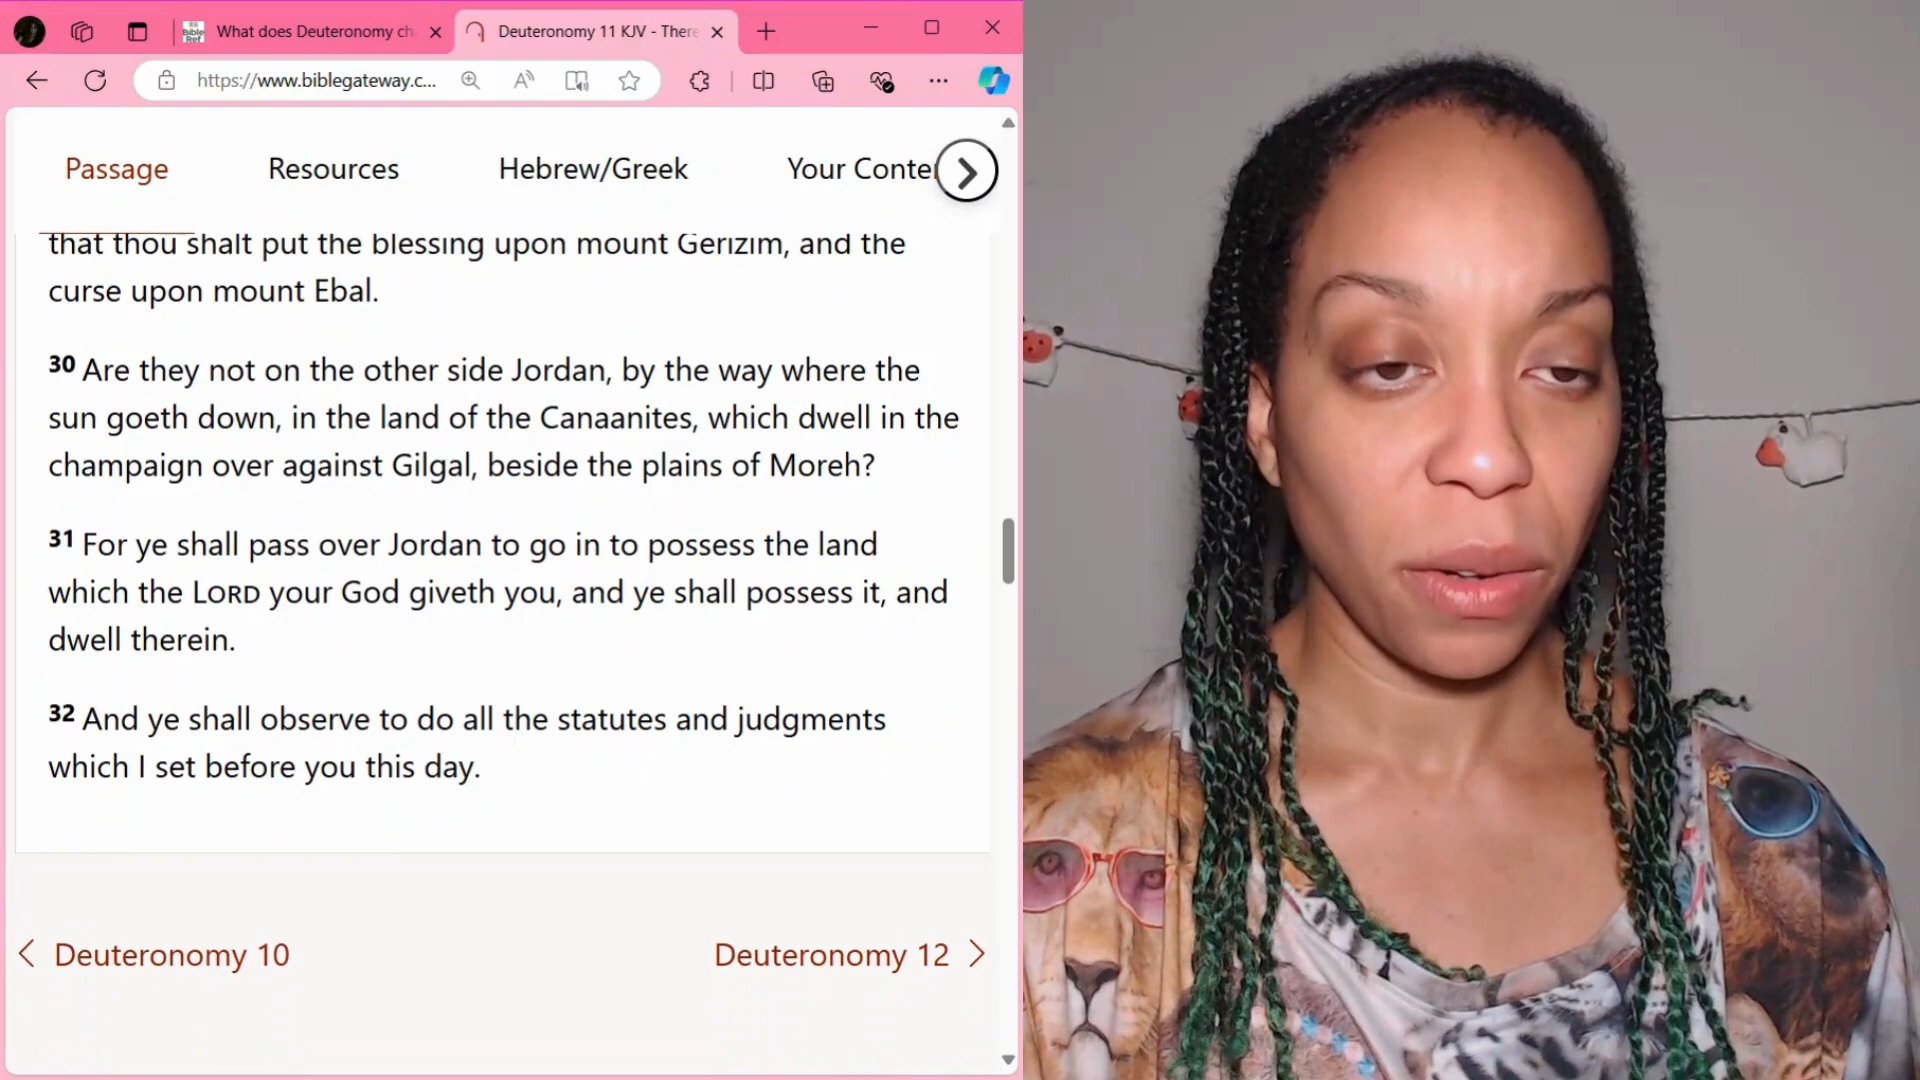 What does Deuteronomy ch
Deuteronomy 11 KJV - There
https://www.biblegateway.c...
Passage
Resources
Hebrew/Greek
Your Conte
that thou shalt put the blessing upon mount Gerizim, and the
curse upon mount Ebal.
30 Are they not on the other side Jordan, by the way where the
sun goeth down, in the land of the Canaanites, which dwell in the
champaign over against Gilgal, beside the plains of Moreh?
31 For ye shall pass over Jordan to go in to possess the land
which the LORD your God giveth you, and ye shall possess it, and
dwell therein.
32 And ye shall observe to do all the statutes and judgments
which I set before you this day.
Deuteronomy 10
Deuteronomy 12